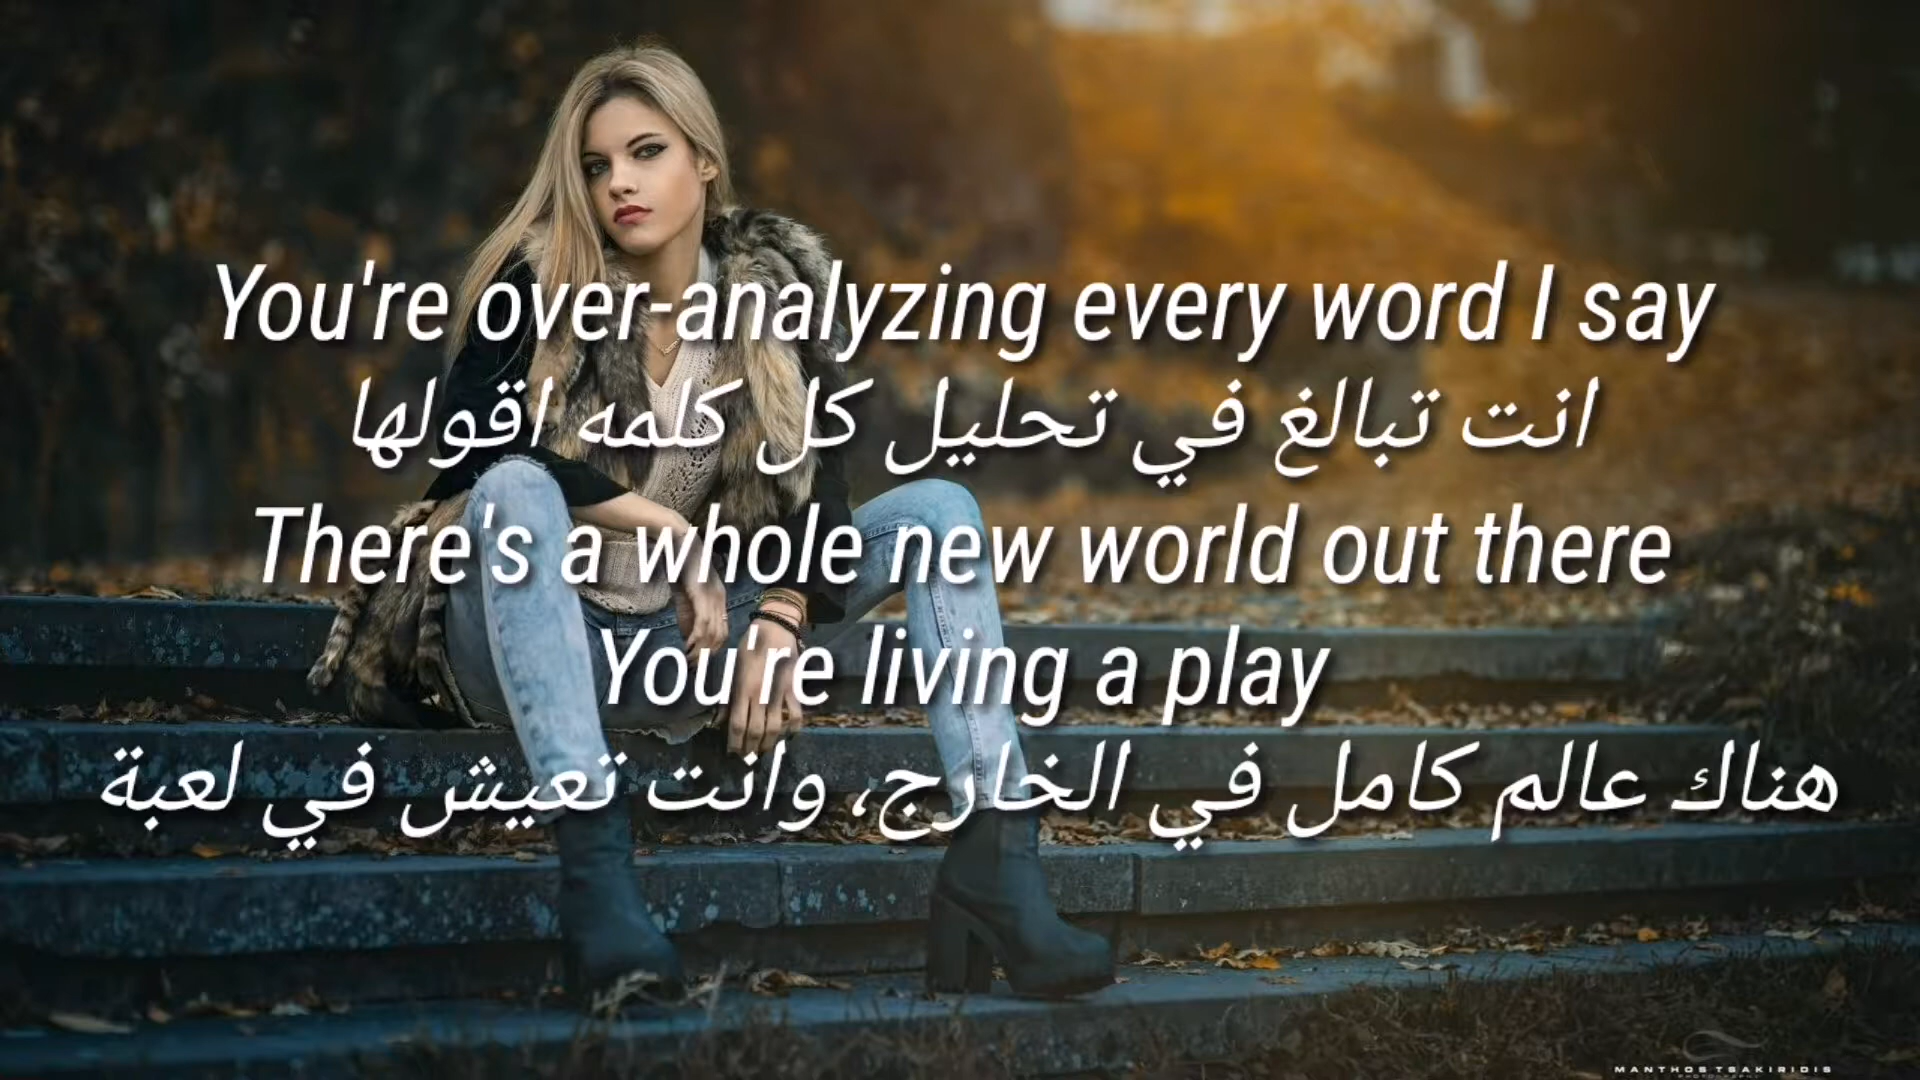 You're over-analyzing every word I say
انت تبالغ في تحليل كل كلمه اقولها
There's a whole new world out there
You're living a play
هناك عالم كامل في الخارج، وانت تعيش في لعبة
MANTHOS TSAKIRIDIS
PHOTOGRAPHY